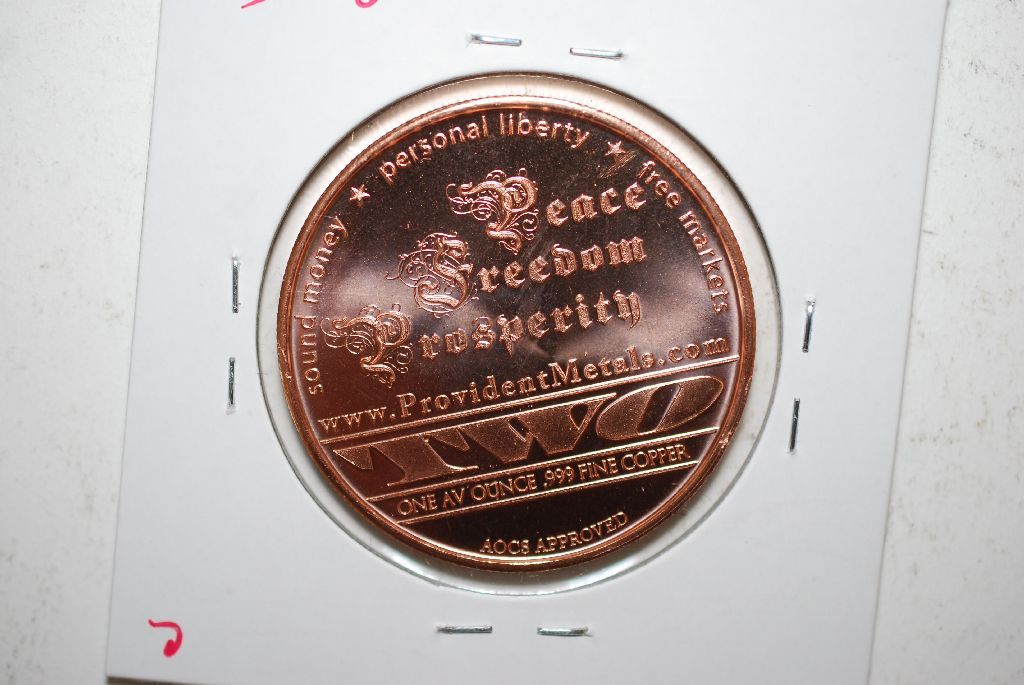 sound money ★ personal liberty ★ free markets
Peace
Freedom
Prosperity
www.ProvidentMetals.com
TWO
ONE AV OUNCE .999 FINE COPPER
AOCS APPROVED